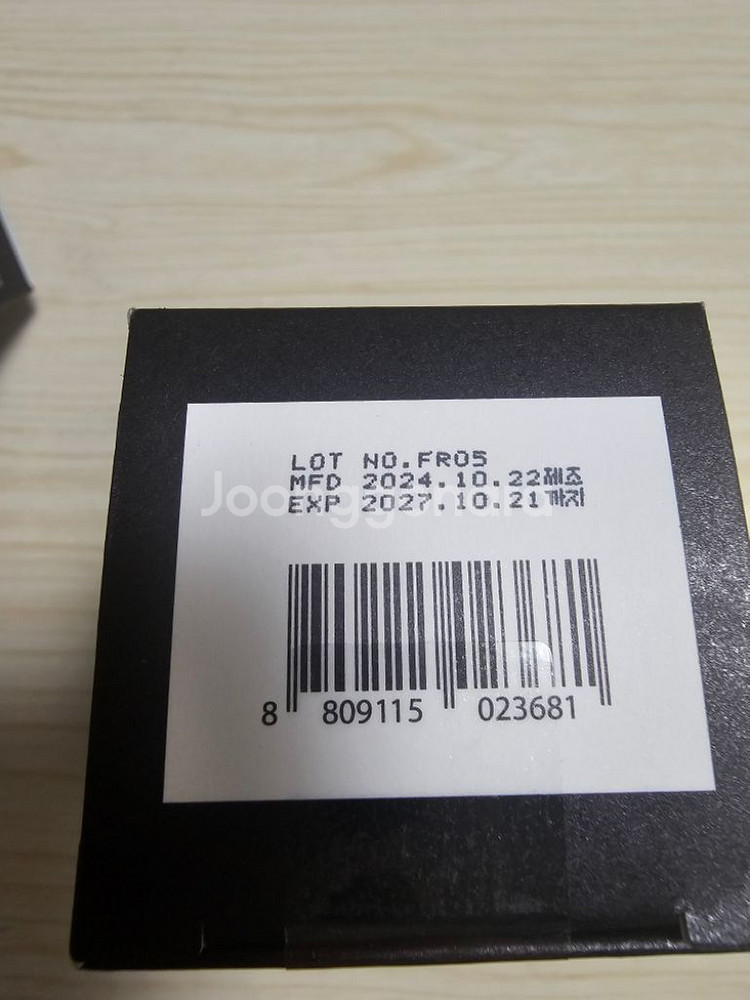 LOT NO.FR05
MFD 2024.10.22제조
EXP 2027.10.21까지
Joonggonara
8 809115 023681